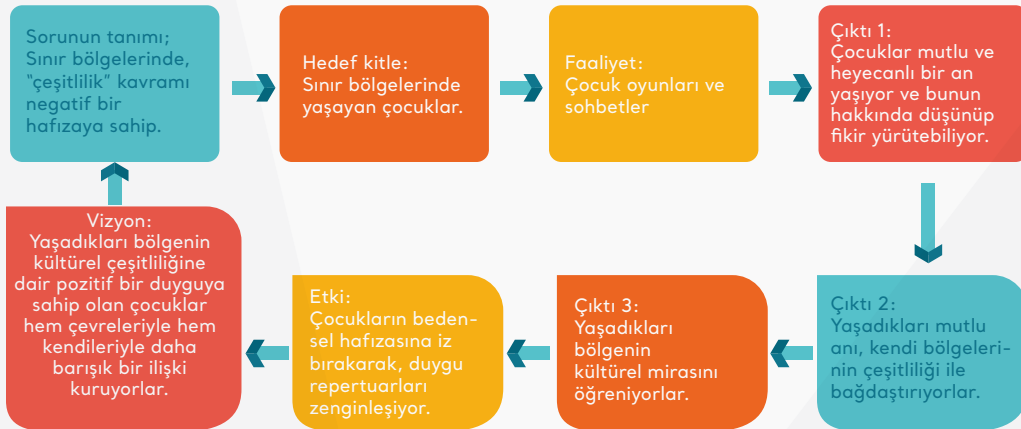 Sorunun tanımı;
Sınır bölgelerinde,
"çeşitlilik" kavramı
negatif bir
hafızaya sahip.
Hedef kitle:
Sınır bölgelerinde
yaşayan çocuklar.
Faaliyet:
Çocuk oyunları ve
sohbetler
Çıktı 1:
Çocuklar mutlu ve
heyecanlı bir an
yaşıyor ve bunun
hakkında düşünüp
fikir yürütebiliyor.
Çıktı 2:
Yaşadıkları mutlu
anı, kendi bölgeleri-
nin çeşitliliği ile
bağdaştırıyorlar.
Çıktı 3:
Yaşadıkları
bölgenin
kültürel mirasını
öğreniyorlar.
Etki:
Çocukların beden-
sel hafızasına iz
bırakarak, duygu
repertuarları
zenginleşiyor.
Vizyon:
Yaşadıkları bölgenin
kültürel çeşitliliğine
dair pozitif bir duyguya
sahip olan çocuklar
hem çevreleriyle hem
kendileriyle daha
barışık bir ilişki
kuruyorlar.